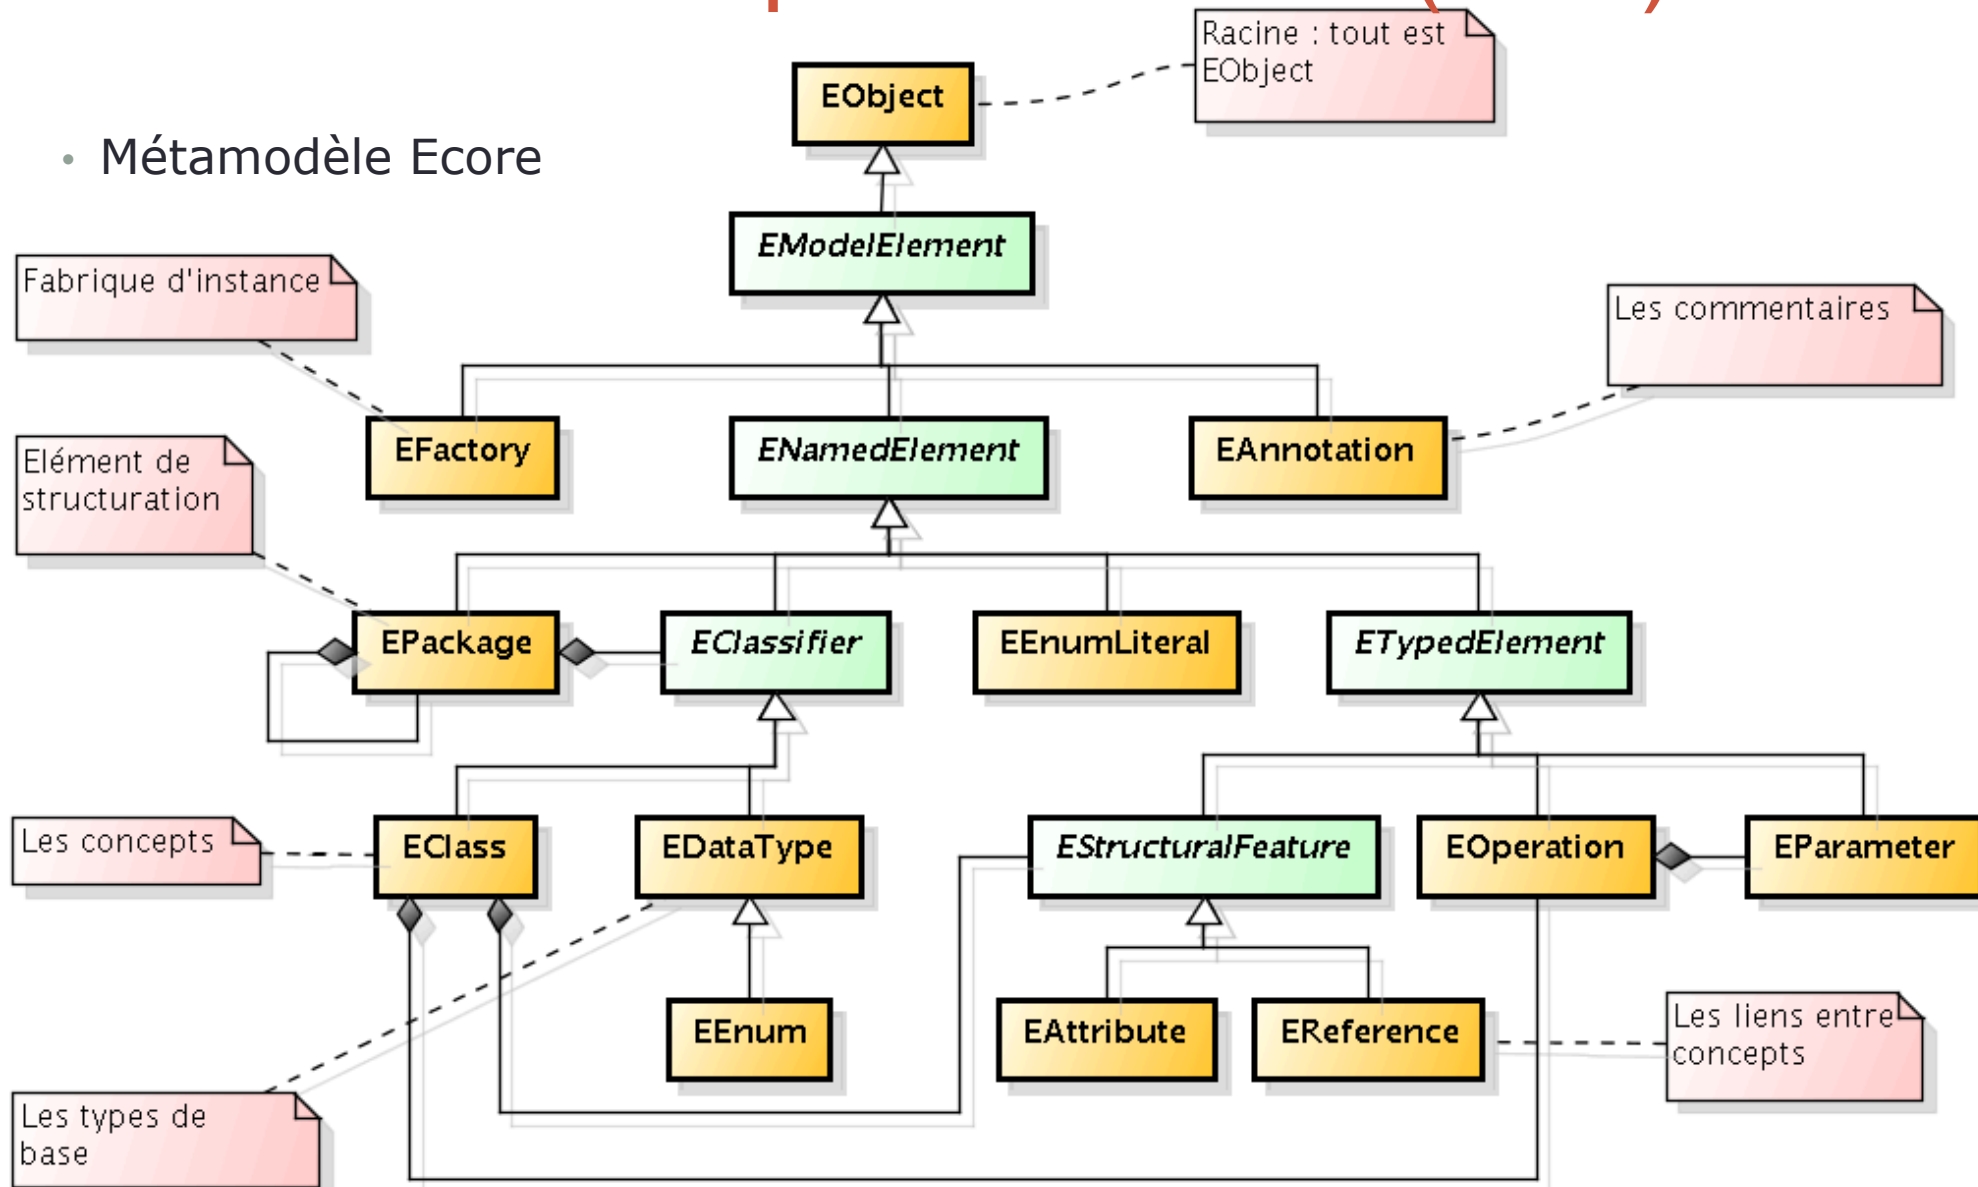 Racine : tout est
EObject
EObject
• Métamodèle Ecore
EModelElement
Fabrique d'instance
Les commentaires
EFactory
ENamedElement
EAnnotation
Elément de
structuration
EPackage
EClassifier
EEnumLiteral
ETypedElement
Les concepts
EClass
EDataType
EStructuralFeature
EOperation
EParameter
EEnum
EAttribute
EReference
Les liens entre
concepts
Les types de
base